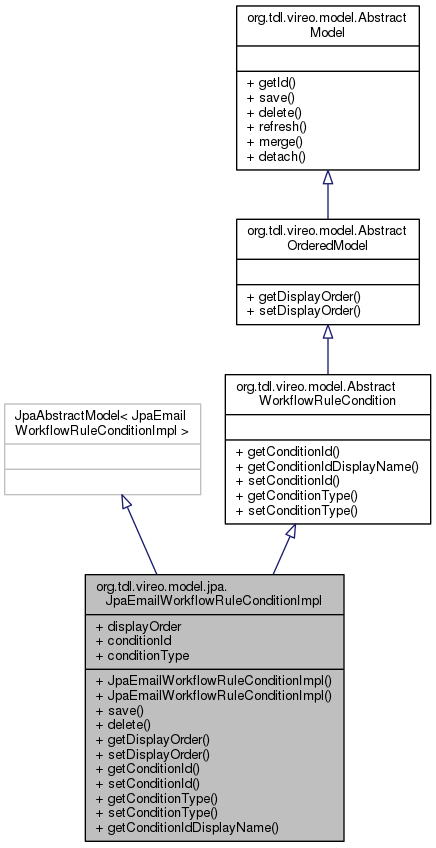 org.tdl.vireo.model.Abstract
Model
+ getId()
+ save()
+ delete()
+ refresh()
+ merge()
+ detach()
org.tdl.vireo.model.Abstract
OrderedModel
+ getDisplayOrder()
+ setDisplayOrder()
org.tdl.vireo.model.Abstract
WorkflowRuleCondition
+ getConditionId()
+ getConditionIdDisplayName()
+ setConditionId()
+ getConditionType()
+ setConditionType()
JpaAbstractModel< JpaEmail
WorkflowRuleConditionImpl >
org.tdl.vireo.model.jpa.
JpaEmailWorkflowRuleConditionImpl
+ displayOrder
+ conditionId
+ conditionType
+ JpaEmailWorkflowRuleConditionImpl()
+ JpaEmailWorkflowRuleConditionImpl()
+ save()
+ delete()
+ getDisplayOrder()
+ setDisplayOrder()
+ getConditionId()
+ setConditionId()
+ getConditionType()
+ setConditionType()
+ getConditionIdDisplayName()